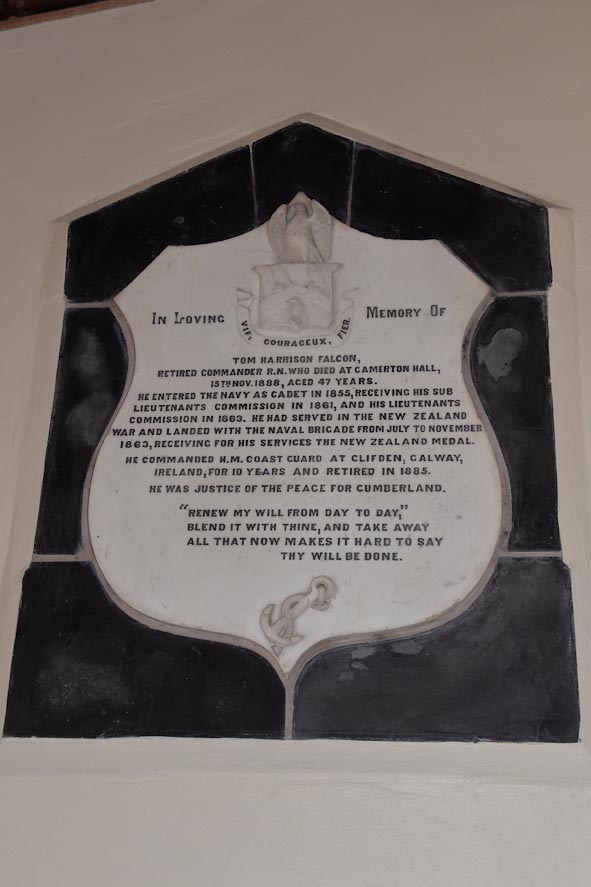 In Loving Memory Of
VIF, COURAGEUX, FIER.
TOM HARRISON FALCON,
RETIRED COMMANDER R.N. WHO DIED AT CAMERTON HALL,
15TH NOV. 1888, AGED 47 YEARS.
HE ENTERED THE NAVY AS CADET IN 1855, RECEIVING HIS SUB
LIEUTENANTS COMMISSION IN 1861, AND HIS LIEUTENANTS
COMMISSION IN 1863. HE HAD SERVED IN THE NEW ZEALAND
WAR AND LANDED WITH THE NAVAL BRIGADE FROM JULY TO NOVEMBER
1863, RECEIVING FOR HIS SERVICES THE NEW ZEALAND MEDAL.
HE COMMANDED H.M. COAST GUARD AT CLIFDEN, GALWAY,
IRELAND, FOR 10 YEARS AND RETIRED IN 1885.
HE WAS JUSTICE OF THE PEACE FOR CUMBERLAND.
"RENEW MY WILL FROM DAY TO DAY,"
BLEND IT WITH THINE, AND TAKE AWAY
ALL THAT NOW MAKES IT HARD TO SAY
THY WILL BE DONE.